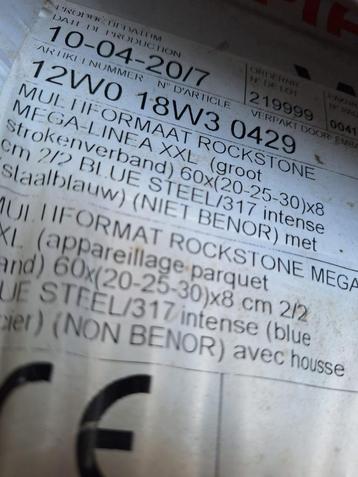 PRODUCTIEDATUM
DATE DE PRODUCTION
10-04-20/7
ARTIKELNUMMER N° D'ARTICLE
12W0 18W3 0429
ORDERNR
N° DE LOT
219999
VERPAKT DOOR
0041
MULTIFORMAAT ROCKSTONE
MEGA-LINEA XXL (groot
strokenverband) 60x(20-25-30)x8
cm 2/2 BLUE STEEL/317 intense
(staalblauw) (NIET BENOR) met
MULTIFORMAT ROCKSTONE MEGA
XL (appareillage parquet
and) 60x(20-25-30)x8 cm 2/2
UE STEEL/317 intense (blue
cier) (NON BENOR) avec housse
CE